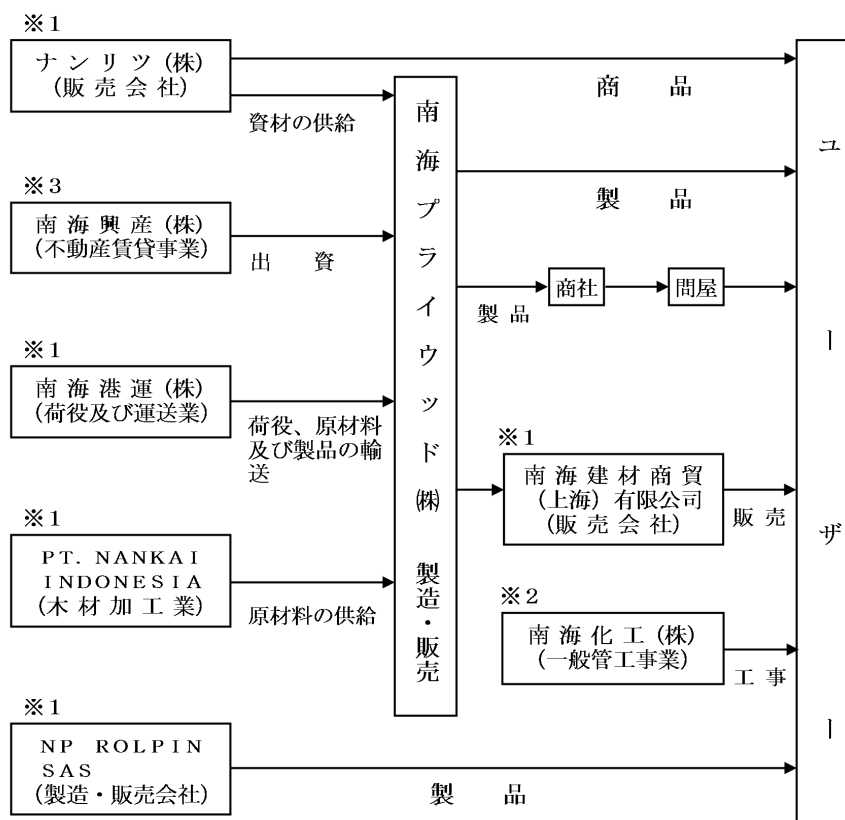 ※１
ナンリツ（株）
（販売会社）
商　品
資材の供給
南海プライウッド㈱　製造・販売
ユーザー
製　品
※３
南海興産（株）
（不動産賃貸事業）
出　資
製品
商社
問屋
※１
南海港運（株）
（荷役及び運送業）
荷役、原材料
及び製品の輸
送
※１
南海建材商貿
（上海）有限公司
（販売会社）
販売
※１
ＰＴ．ＮＡＮＫＡＩ
ＩＮＤＯＮＥＳＩＡ
（木材加工業）
原材料の供給
※２
南海化工（株）
（一般管工事業）
工事
※１
ＮＰ　ＲＯＬＰＩＮ
ＳＡＳ
（製造・販売会社）
製　品